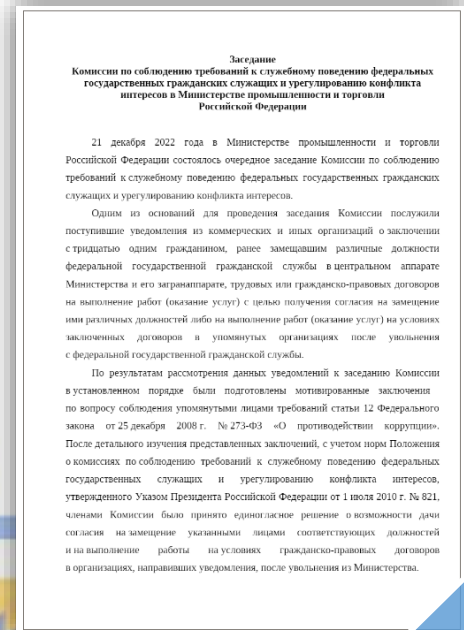 Заседание
Комиссии по соблюдению требований к служебному поведению федеральных
государственных гражданских служащих и урегулированию конфликта
интересов в Министерстве промышленности и торговли
Российской Федерации
21 декабря 2022 года в Министерстве промышленности и торговли
Российской Федерации состоялось очередное заседание Комиссии по соблюдению
требований к служебному поведению федеральных государственных гражданских
служащих и урегулированию конфликта интересов.
Одним из оснований для проведения заседания Комиссии послужили
поступившие уведомления из коммерческих и иных организаций о заключении
с тридцатью одним гражданином, ранее замещавшим различные должности
федеральной государственной гражданской службы в центральном аппарате
Министерства и его загранаппарате, трудовых или гражданско-правовых договоров
на выполнение работ (оказание услуг) с целью получения согласия на замещение
ими различных должностей либо на выполнение работ (оказание услуг) на условиях
заключенных договоров в упомянутых организациях после увольнения
с федеральной государственной гражданской службы.
По результатам рассмотрения данных уведомлений к заседанию Комиссии
в установленном порядке были подготовлены мотивированные заключения
по вопросу соблюдения упомянутыми лицами требований статьи 12 Федерального
закона от 25 декабря 2008 г. № 273-ФЗ «О противодействии коррупции».
После детального изучения представленных заключений, с учетом норм Положения
о комиссиях по соблюдению требований к служебному поведению федеральных
государственных служащих и урегулированию конфликта интересов,
утвержденного Указом Президента Российской Федерации от 1 июля 2010 г. № 821,
членами Комиссии было принято единогласное решение о возможности дачи
согласия на замещение указанными лицами соответствующих должностей
и на выполнение работы на условиях гражданско-правовых договоров
в организациях, направивших уведомления, после увольнения из Министерства.